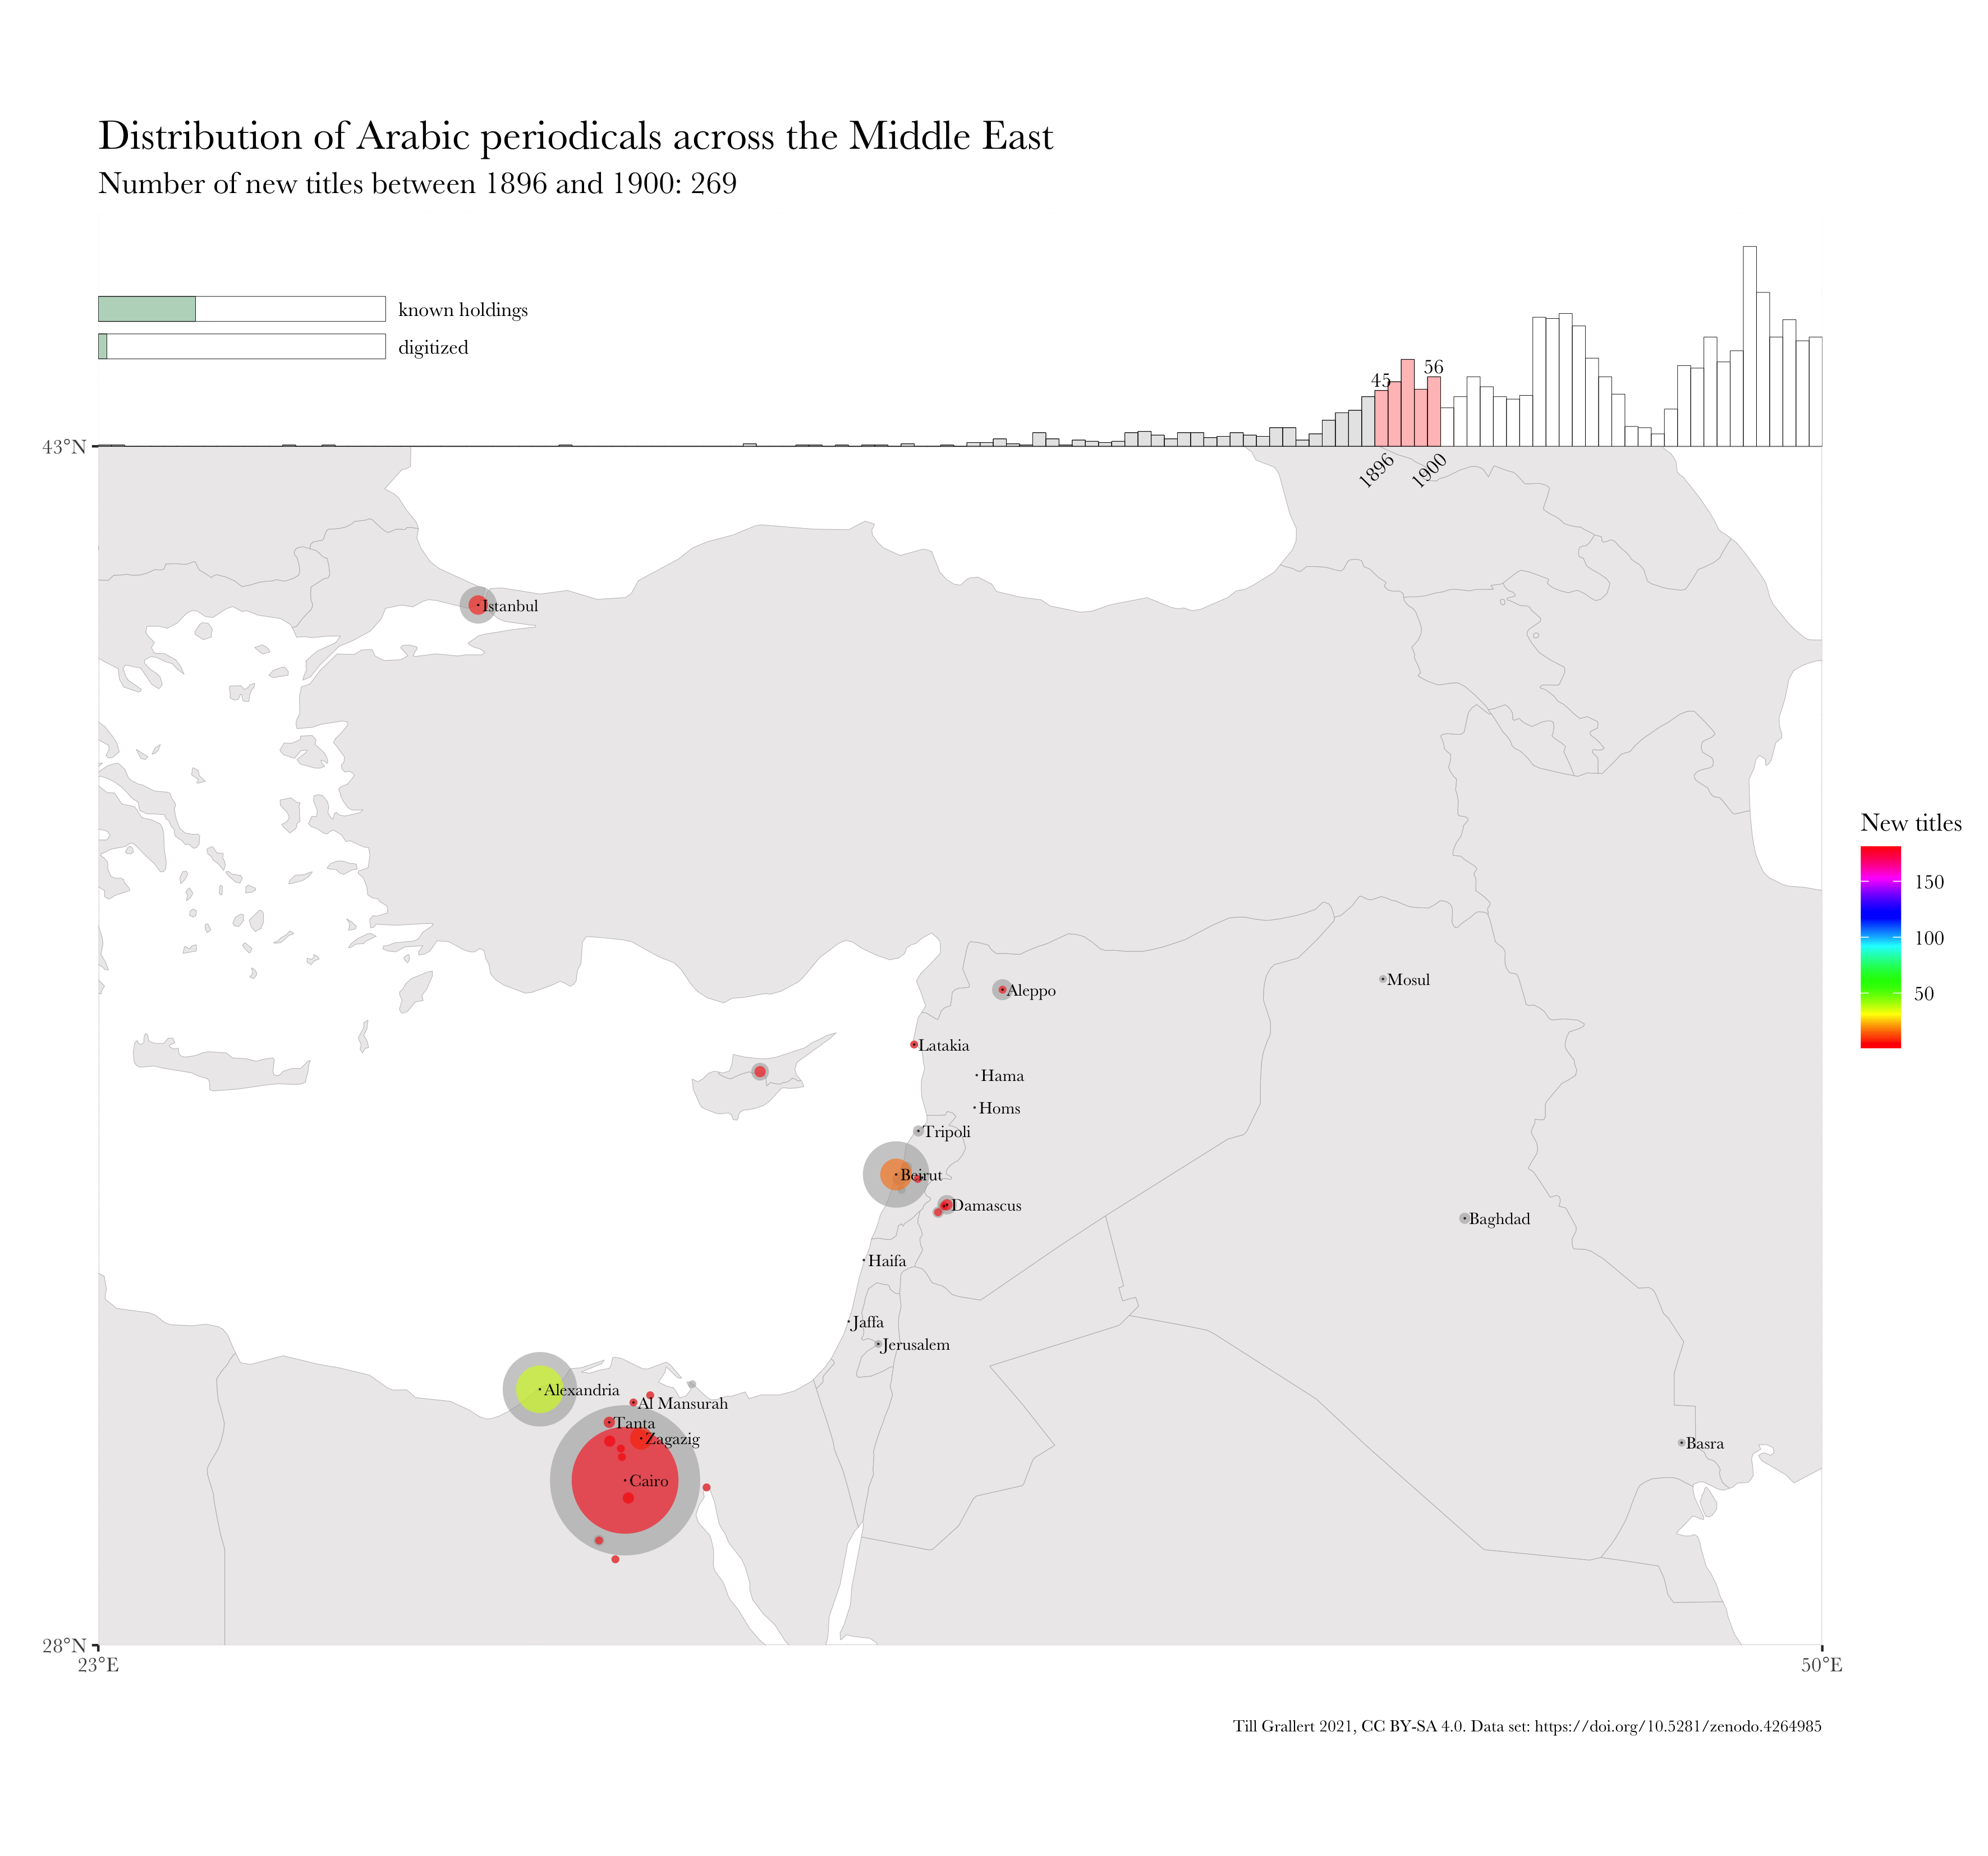 Distribution of Arabic periodicals across the Middle East
Number of new titles between 1896 and 1900: 269
known holdings
digitized
45
56
43°N
1896
1900
Istanbul
New titles
150
100
50
Mosul
Aleppo
Latakia
Hama
Homs
Tripoli
Beirut
Damascus
Baghdad
Haifa
Jaffa
Jerusalem
Alexandria
Al Mansurah
Tanta
Zagazig
Basra
Cairo
28°N
23°E
50°E
Till Grallert 2021, CC BY-SA 4.0. Data set: https://doi.org/10.5281/zenodo.4264985